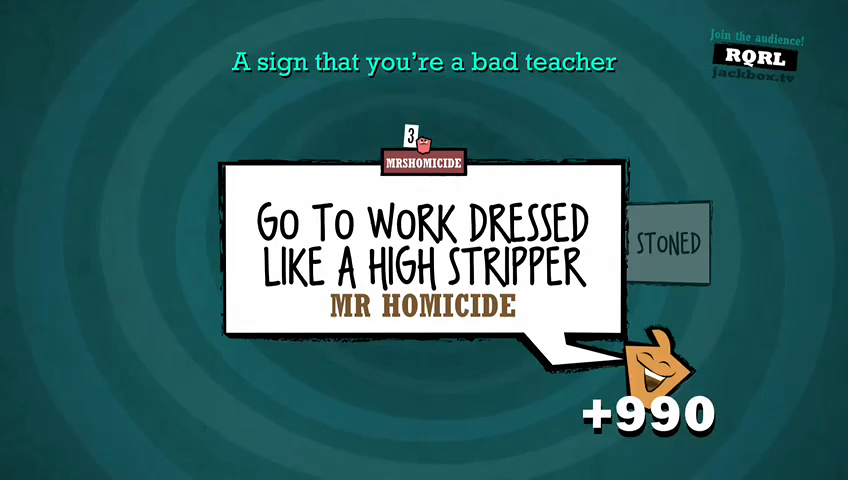 Join the audience!
RQRL
jackbox.tv
A sign that you're a bad teacher
3
MRSHOMICIDE
GO TO WORK DRESSED
LIKE A HIGH STRIPPER
MR HOMICIDE
STONED
+990